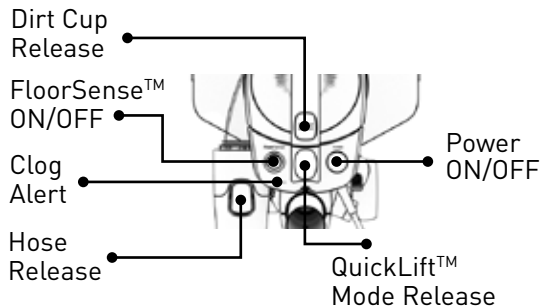 Dirt Cup
Release
FloorSense™
ON/OFF
Clog
Alert
Hose
Release
Power
ON/OFF
QuickLift™
Mode Release